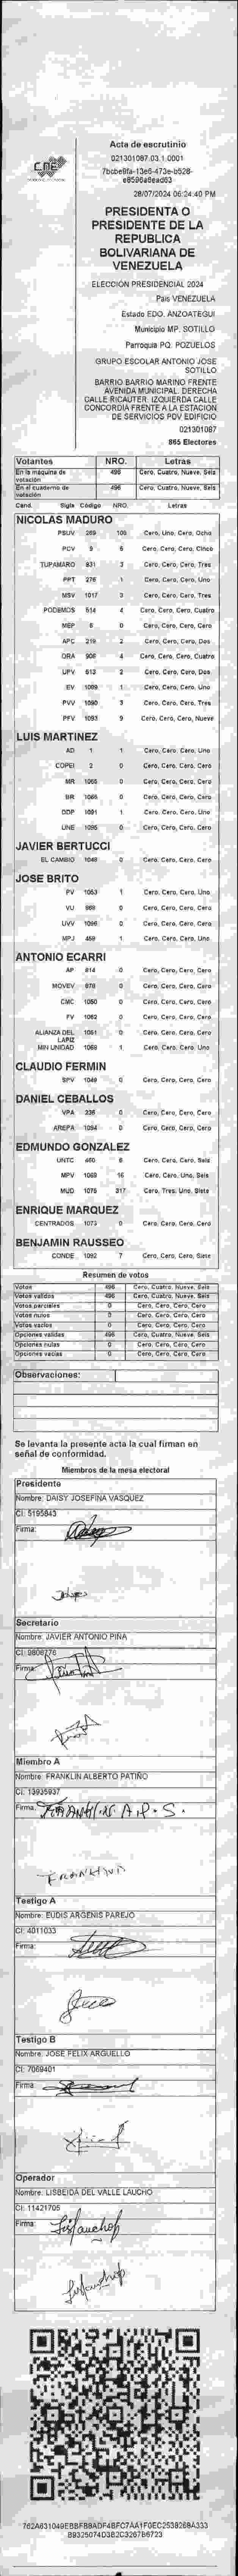 Acta de escrutinio
021301087.03.1.0001
28/07/2024 06:24:40 PM
CNE
PRESIDENTA O
PRESIDENTE DE LA
REPUBLICA
BOLIVARIANA DE
VENEZUELA
ELECCIÓN PRESIDENCIAL 2024
País VENEZUELA
Estado EDO. ANZOATEGUI
Municipio MP. SOTILLO
Parroquia PQ. POZUELOS
GRUPO ESCOLAR ANTONIO JOSE
SOTILLO
BARRIO BARRIO MARINO FRENTE
AVENIDA MUNICIPAL. DERECHA
CALLE RICAUTER. IZQUIERDA CALLE
CONCORDIA FRENTE A LA ESTACION
DE SERVICIOS PDV EDIFICIO
021301087
865 Electores
Votantes NRO. Letras
En la maquina de votación 496 Cero, Cuatro, Nueve, Seis
En el cuaderno de votación 496 Cero, Cuatro, Nueve, Seis
Cand. Sigla Código NRO. Letras
NICOLAS MADURO
PSUV 269 108 Cero, Uno, Cero, Ocho
PCV 9 5 Cero, Cero, Cero, Cinco
TUPAMARO 831 3 Cero, Cero, Cero, Tres
PPT 276 1 Cero, Cero, Cero, Uno
MSV 1017 3 Cero, Cero, Cero, Tres
PODEMOS 514 4 Cero, Cero, Cero, Cuatro
MEP 6 0 Cero, Cero, Cero, Cero
APC 219 2 Cero, Cero, Cero, Dos
ORA 906 4 Cero, Cero, Cero, Cuatro
UPV 613 2 Cero, Cero, Cero, Dos
EV 1089 1 Cero, Cero, Cero, Uno
PVV 1090 3 Cero, Cero, Cero, Tres
PFV 1093 9 Cero, Cero, Cero, Nueve
LUIS MARTINEZ
AD 1 1 Cero, Cero, Cero, Uno
COPEI 2 0 Cero, Cero, Cero, Cero
MR 1065 0 Cero, Cero, Cero, Cero
BR 1066 0 Cero, Cero, Cero, Cero
DDP 1091 1 Cero, Cero, Cero, Uno
UNE 1095 0 Cero, Cero, Cero, Cero
JAVIER BERTUCCI
EL CAMBIO 1048 0 Cero, Cero, Cero, Cero
JOSE BRITO
PV 1053 1 Cero, Cero, Cero, Uno
VU 868 0 Cero, Cero, Cero, Cero
UVV 1096 0 Cero, Cero, Cero, Cero
MPJ 459 1 Cero, Cero, Cero, Uno
ANTONIO ECARRI
AP 814 0 Cero, Cero, Cero, Cero
MOVEV 978 0 Cero, Cero, Cero, Cero
CMC 1050 0 Cero, Cero, Cero, Cero
FV 1062 0 Cero, Cero, Cero, Cero
ALIANZA DEL LAPIZ 1051 0 Cero, Cero, Cero, Cero
MIN UNIDAD 1069 1 Cero, Cero, Cero, Uno
CLAUDIO FERMIN
SPV 1049 0 Cero, Cero, Cero, Cero
DANIEL CEBALLOS
VPA 336 0 Cero, Cero, Cero, Cero
AREPA 1094 0 Cero, Cero, Cero, Cero
EDMUNDO GONZALEZ
UNTC 460 6 Cero, Cero, Cero, Seis
MPV 1068 16 Cero, Cero, Uno, Seis
MUD 1075 317 Cero, Tres, Uno, Siete
ENRIQUE MARQUEZ
CENTRADOS 1073 0 Cero, Cero, Cero, Cero
BENJAMIN RAUSSEO
CONDE 1092 7 Cero, Cero, Cero, Siete
Resumen de votos
Votos 496 Cero, Cuatro, Nueve, Seis
Votos validos 496 Cero, Cuatro, Nueve, Seis
Votos parciales 0 Cero, Cero, Cero, Cero
Votos nulos 0 Cero, Cero, Cero, Cero
Votos vacíos 0 Cero, Cero, Cero, Cero
Opciones validas 496 Cero, Cuatro, Nueve, Seis
Opciones nulas 0 Cero, Cero, Cero, Cero
Opciones vacías 0 Cero, Cero, Cero, Cero
Observaciones:
Se levanta la presente acta la cual firman en
señal de conformidad.
Miembros de la mesa electoral
Presidente
Nombre: DAISY JOSEFINA VASQUEZ
CI: 5195843
Firma:
Secretario
Nombre: JAVIER ANTONIO PIÑA
CI: 9808776
Firma:
Miembro A
Nombre: FRANKLIN ALBERTO PATIÑO
CI: 13935937
Firma: FRANKLIN A.P.S.
FRANKLIN
Testigo A
Nombre: EUDIS ARGENIS PAREJO
CI: 4011033
Firma:
Testigo B
Nombre: JOSE FELIX ARGUELLO
CI: 7069401
Firma:
Operador
Nombre: LISBEIDA DEL VALLE LAUCHO
CI: 11421705
Firma: